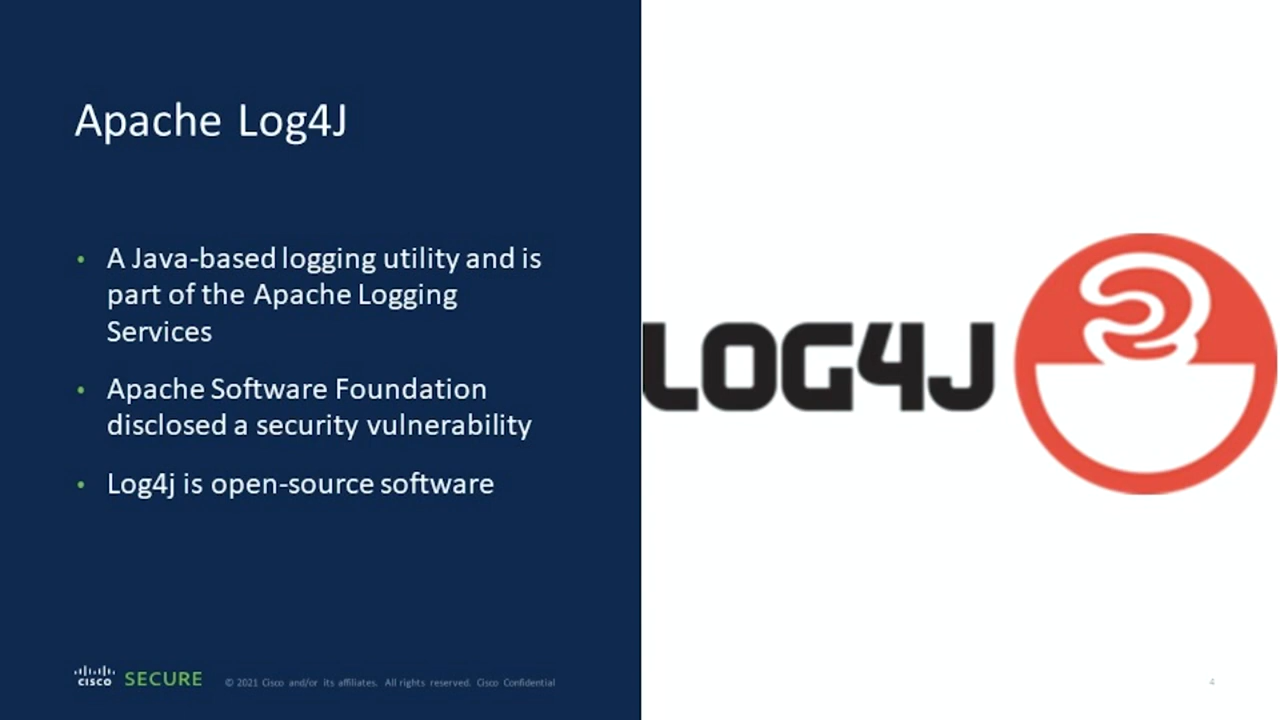 Apache Log4J
• A Java-based logging utility and is
part of the Apache Logging
Services
• Apache Software Foundation
disclosed a security vulnerability
• Log4j is open-source software
LOG4J
CISCO SECURE © 2021 Cisco and/or its affiliates. All rights reserved. Cisco Confidential
4